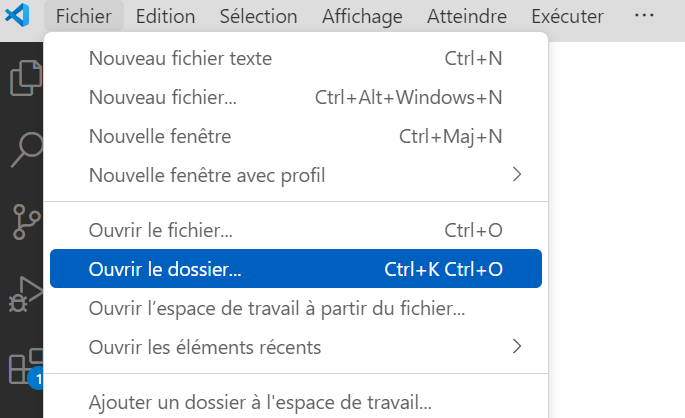 Fichier Edition Sélection Affichage Atteindre Exécuter ···
Nouveau fichier texte Ctrl+N
Nouveau fichier... Ctrl+Alt+Windows+N
Nouvelle fenêtre Ctrl+Maj+N
Nouvelle fenêtre avec profil
Ouvrir le fichier... Ctrl+O
Ouvrir le dossier... Ctrl+K Ctrl+O
Ouvrir l’espace de travail à partir du fichier...
Ouvrir les éléments récents
1
Ajouter un dossier à l'espace de travail...